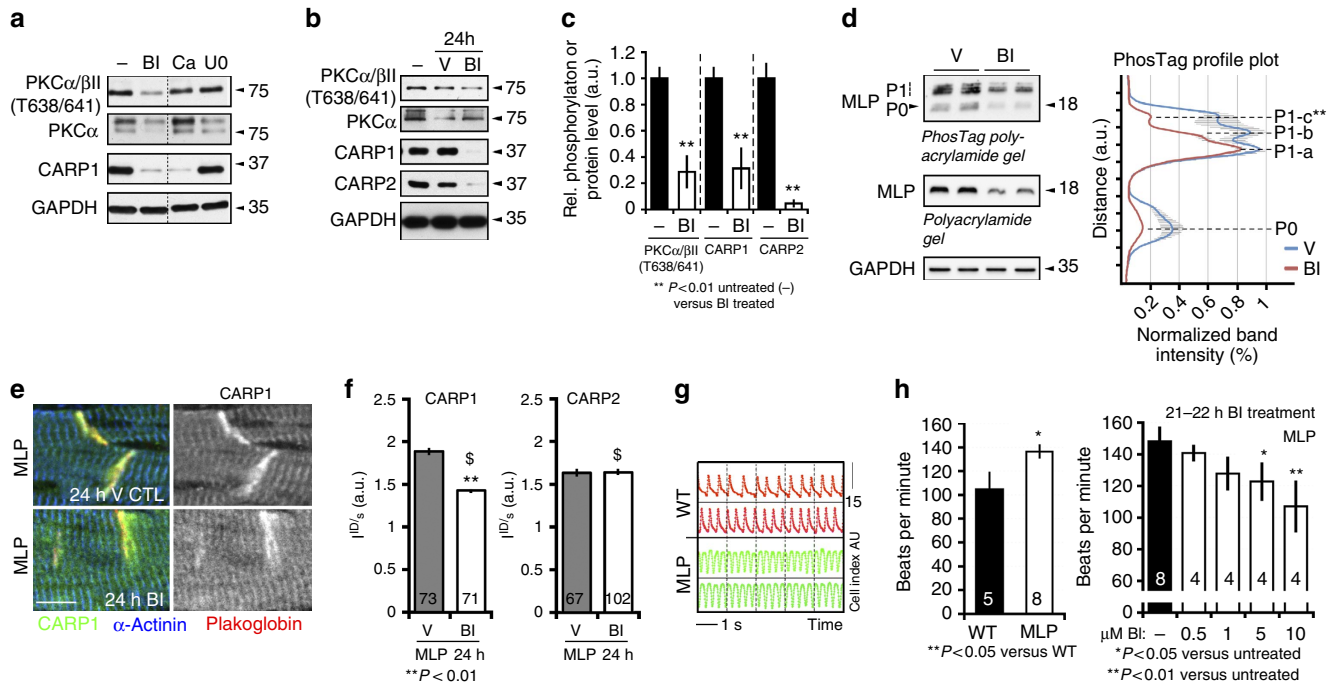 a
– BI Ca U0
PKCα/βII
(T638/641)
75
PKCα
75
CARP1
37
GAPDH
35
b
24h
– V BI
PKCα/βII
(T638/641)
75
PKCα
75
CARP1
37
CARP2
37
GAPDH
35
c
Rel. phosphorylaton or
protein level (a.u.)
1.2
1.0
0.8
0.6
0.4
0.2
0
**
**
**
– BI – BI – BI
PKCα/βII
(T638/641)
CARP1
CARP2
** P<0.01 untreated (–)
versus BI treated
d
V BI
MLP
P1
P0
18
PhosTag poly-
acrylamide gel
MLP
18
Polyacrylamide
gel
GAPDH
35
PhosTag profile plot
Distance (a.u.)
P1-c**
P1-b
P1-a
P0
V
BI
0.2 0.4 0.6 0.8 1
Normalized band
intensity (%)
e
CARP1
MLP
24 h V CTL
MLP
24 h BI
CARP1 α-Actinin Plakoglobin
f
CARP1
I ID/s (a.u.)
2.5
2
1.5
1
0.5
0
$
**
73 71
V BI
MLP 24 h
**P < 0.01
CARP2
I ID/s (a.u.)
2.5
2
1.5
1
0.5
0
$
67 102
V BI
MLP 24 h
g
WT
MLP
15
Cell index AU
1 s
Time
h
Beats per minute
160
140
120
100
80
60
40
20
0
*
5 8
WT MLP
**P<0.05 versus WT
21–22 h BI treatment
MLP
Beats per minute
160
140
120
100
80
60
0
*
**
8 4 4 4 4
μM BI: – 0.5 1 5 10
*P<0.05 versus untreated
**P<0.01 versus untreated